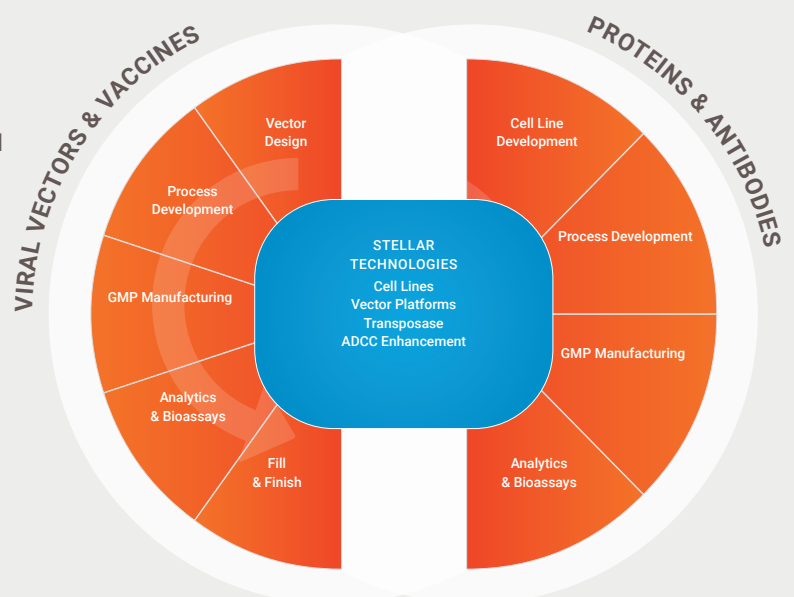 VIRAL VECTORS & VACCINES
PROTEINS & ANTIBODIES
Vector
Design
Process
Development
GMP Manufacturing
Analytics
& Bioassays
Fill
& Finish
STELLAR
TECHNOLOGIES
Cell Lines
Vector Platforms
Transposase
ADCC Enhancement
Cell Line
Development
Process Development
GMP Manufacturing
Analytics
& Bioassays